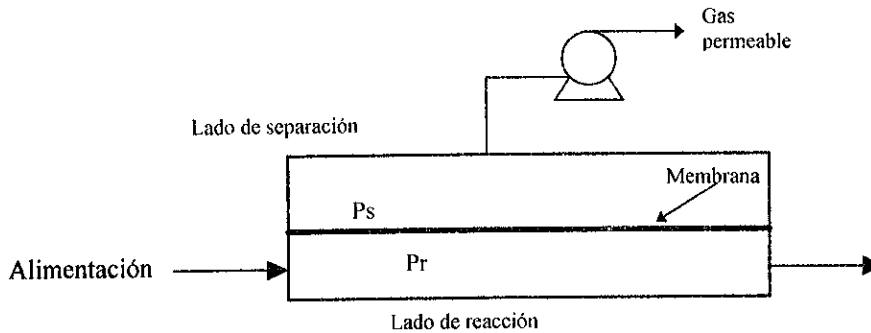 Gas
permeable
Lado de separación
Membrana
Ps
Alimentación
Pr
Lado de reacción